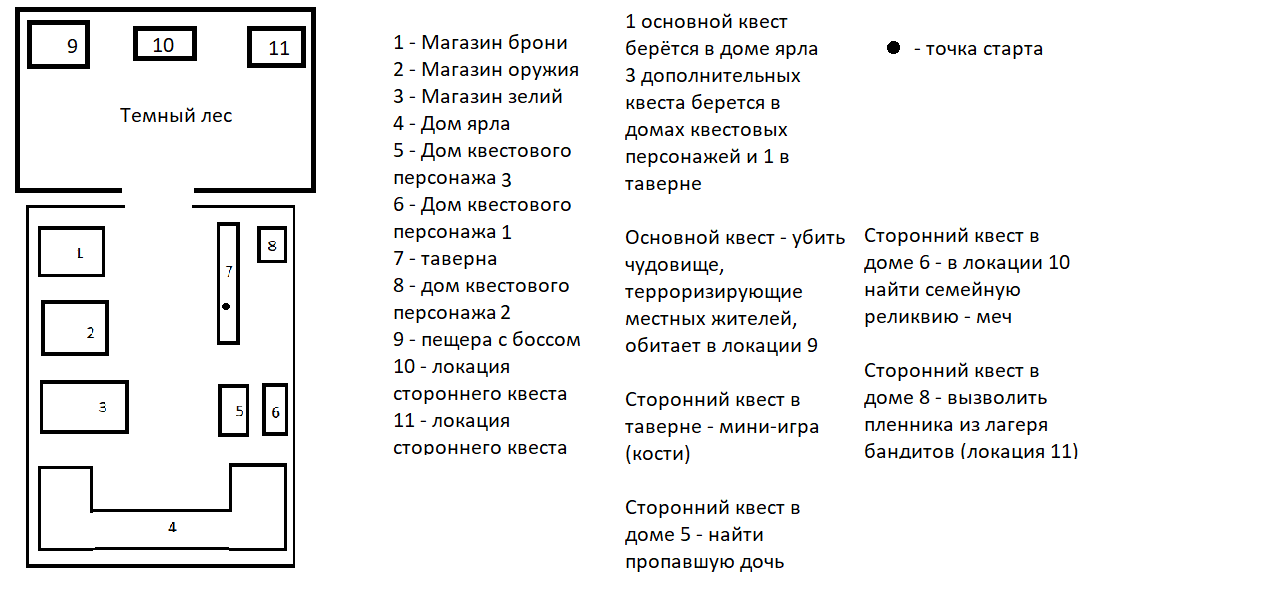 9
10
11
Темный лес
1
2
3
4
5
6
7
8
1 - Магазин брони
2 - Магазин оружия
3 - Магазин зелий
4 - Дом ярла
5 - Дом квестового
персонажа 3
6 - Дом квестового
персонажа 1
7 - таверна
8 - дом квестового
персонажа 2
9 - пещера с боссом
10 - локация
стороннего квеста
11 - локация
стороннего квеста
1 основной квест
берётся в доме ярла
3 дополнительных
квеста берется в
домах квестовых
персонажей и 1 в
таверне
Основной квест - убить
чудовище,
терроризирующие
местных жителей,
обитает в локации 9
Сторонний квест в
таверне - мини-игра
(кости)
Сторонний квест в
доме 5 - найти
пропавшую дочь
- точка старта
Сторонний квест в
доме 6 - в локации 10
найти семейную
реликвию - меч
Сторонний квест в
доме 8 - вызволить
пленника из лагеря
бандитов (локация 11)